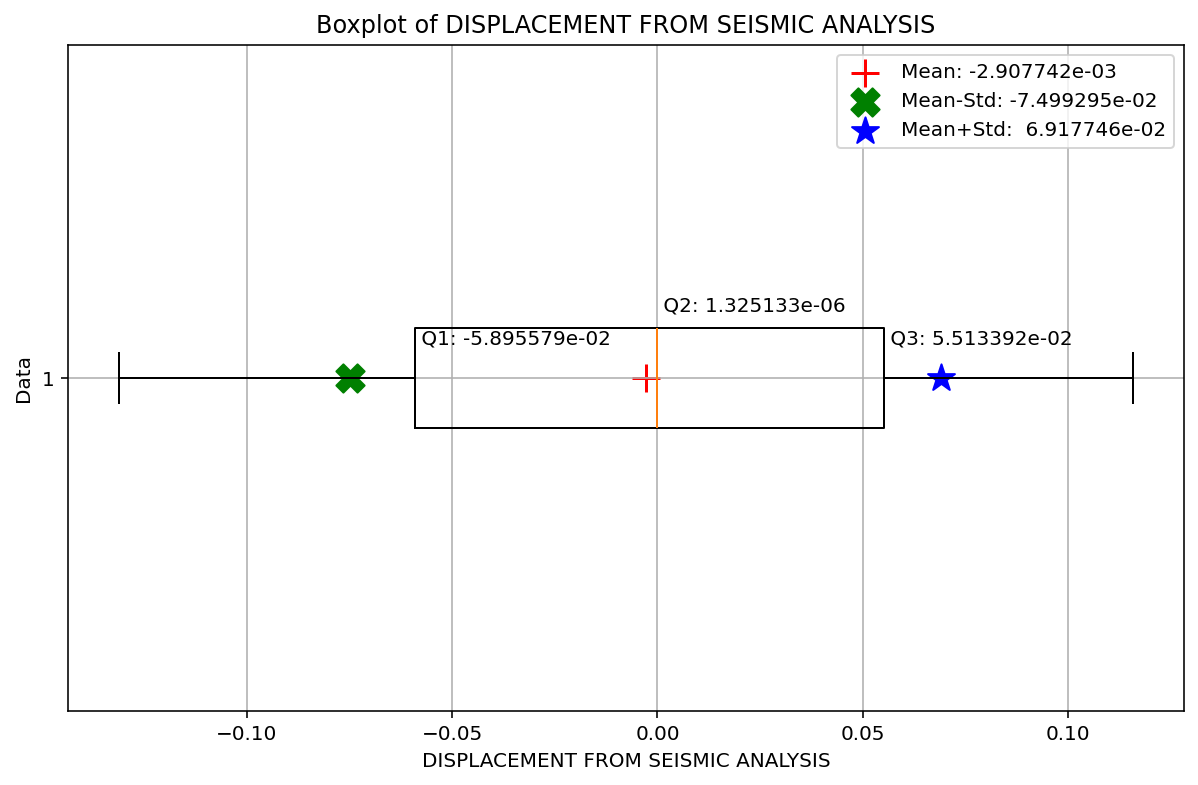 Boxplot of DISPLACEMENT FROM SEISMIC ANALYSIS
Mean: -2.907742e-03
Mean-Std: -7.499295e-02
Mean+Std:  6.917746e-02
Q2: 1.325133e-06
Q1: -5.895579e-02
Q3: 5.513392e-02
Data
1
−0.10
−0.05
0.00
0.05
0.10
DISPLACEMENT FROM SEISMIC ANALYSIS